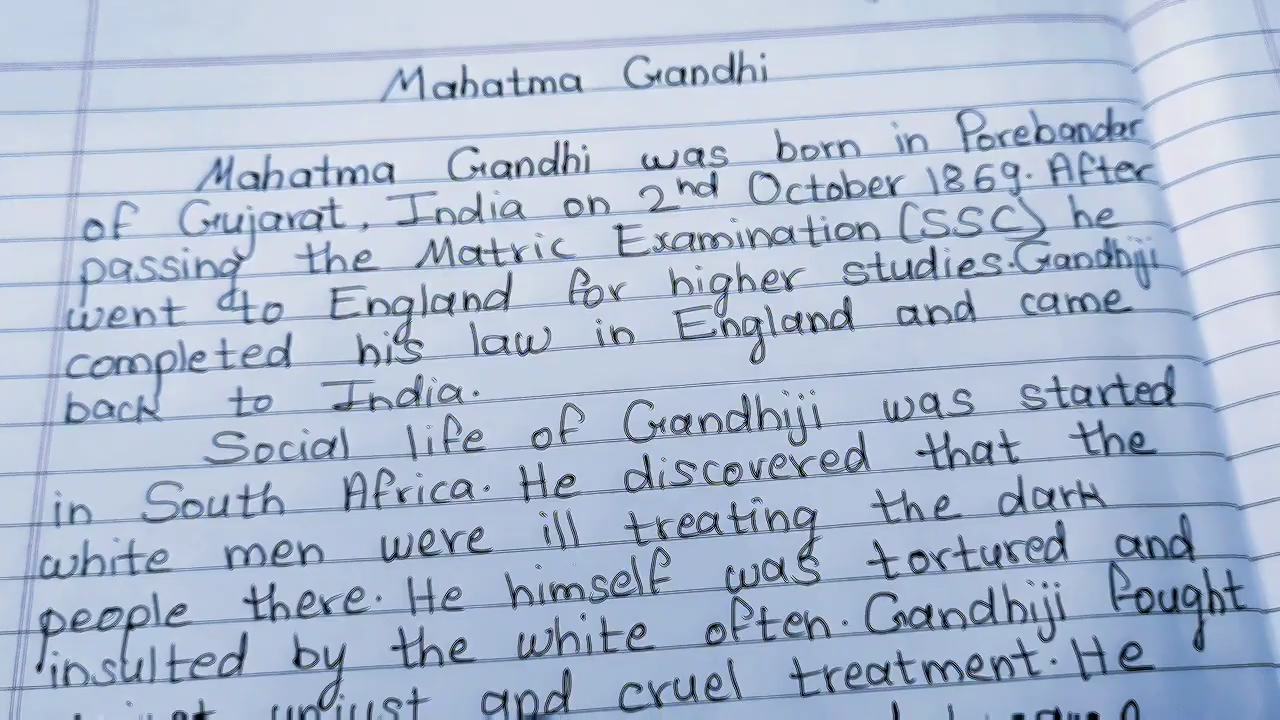 Mahatma Gandhi
Mahatma Gandhi was born in Porebandar
of Gujarat, India on 2nd October 1869. After
passing the Matric Examination (SSC) he
went to England for higher studies. Gandhiji
completed his law in England and came
back to India.
Social life of Gandhiji was started
in South Africa. He discovered that the
white men were ill treating the dark
people there. He himself was tortured and
insulted by the white often. Gandhiji fought
unjust and cruel treatment. He